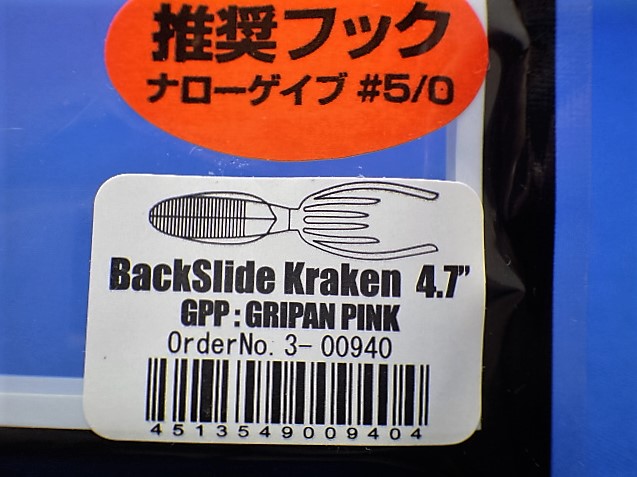 推奨フック
ナローゲイブ #5/0
BackSlide Kraken 4.7"
GPP : GRIPAN PINK
OrderNo. 3- 00940
4513549009404